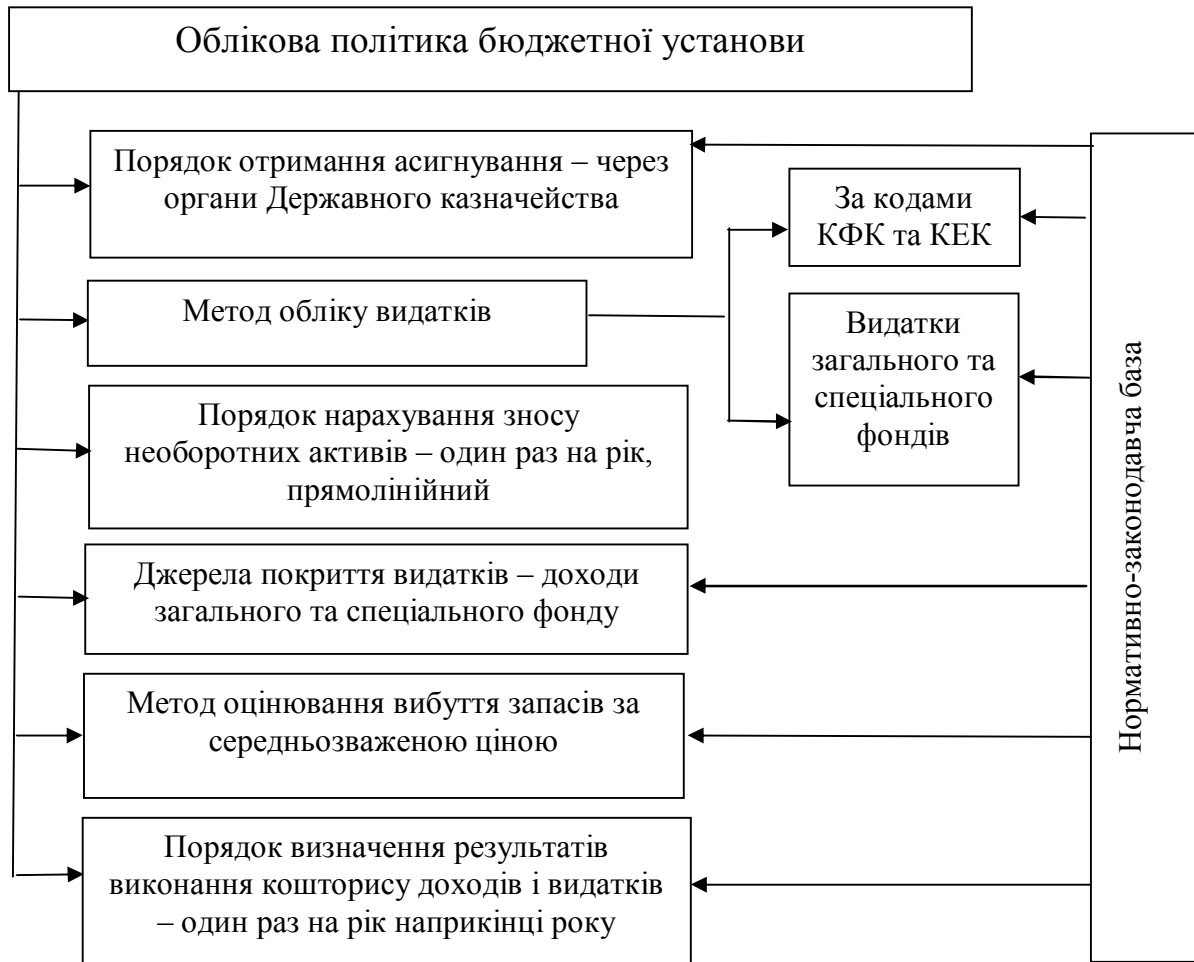 Облікова політика бюджетної установи
Порядок отримання асигнування – через
органи Державного казначейства
За кодами
КФК та КЕК
Метод обліку видатків
Видатки
загального та
спеціального
фондів
Порядок нарахування зносу
необоротних активів – один раз на рік,
прямолінійний
Джерела покриття видатків – доходи
загального та спеціального фонду
Метод оцінювання вибуття запасів за
середньозваженою ціною
Порядок визначення результатів
виконання кошторису доходів і видатків
– один раз на рік наприкінці року
Нормативно-законодавча база